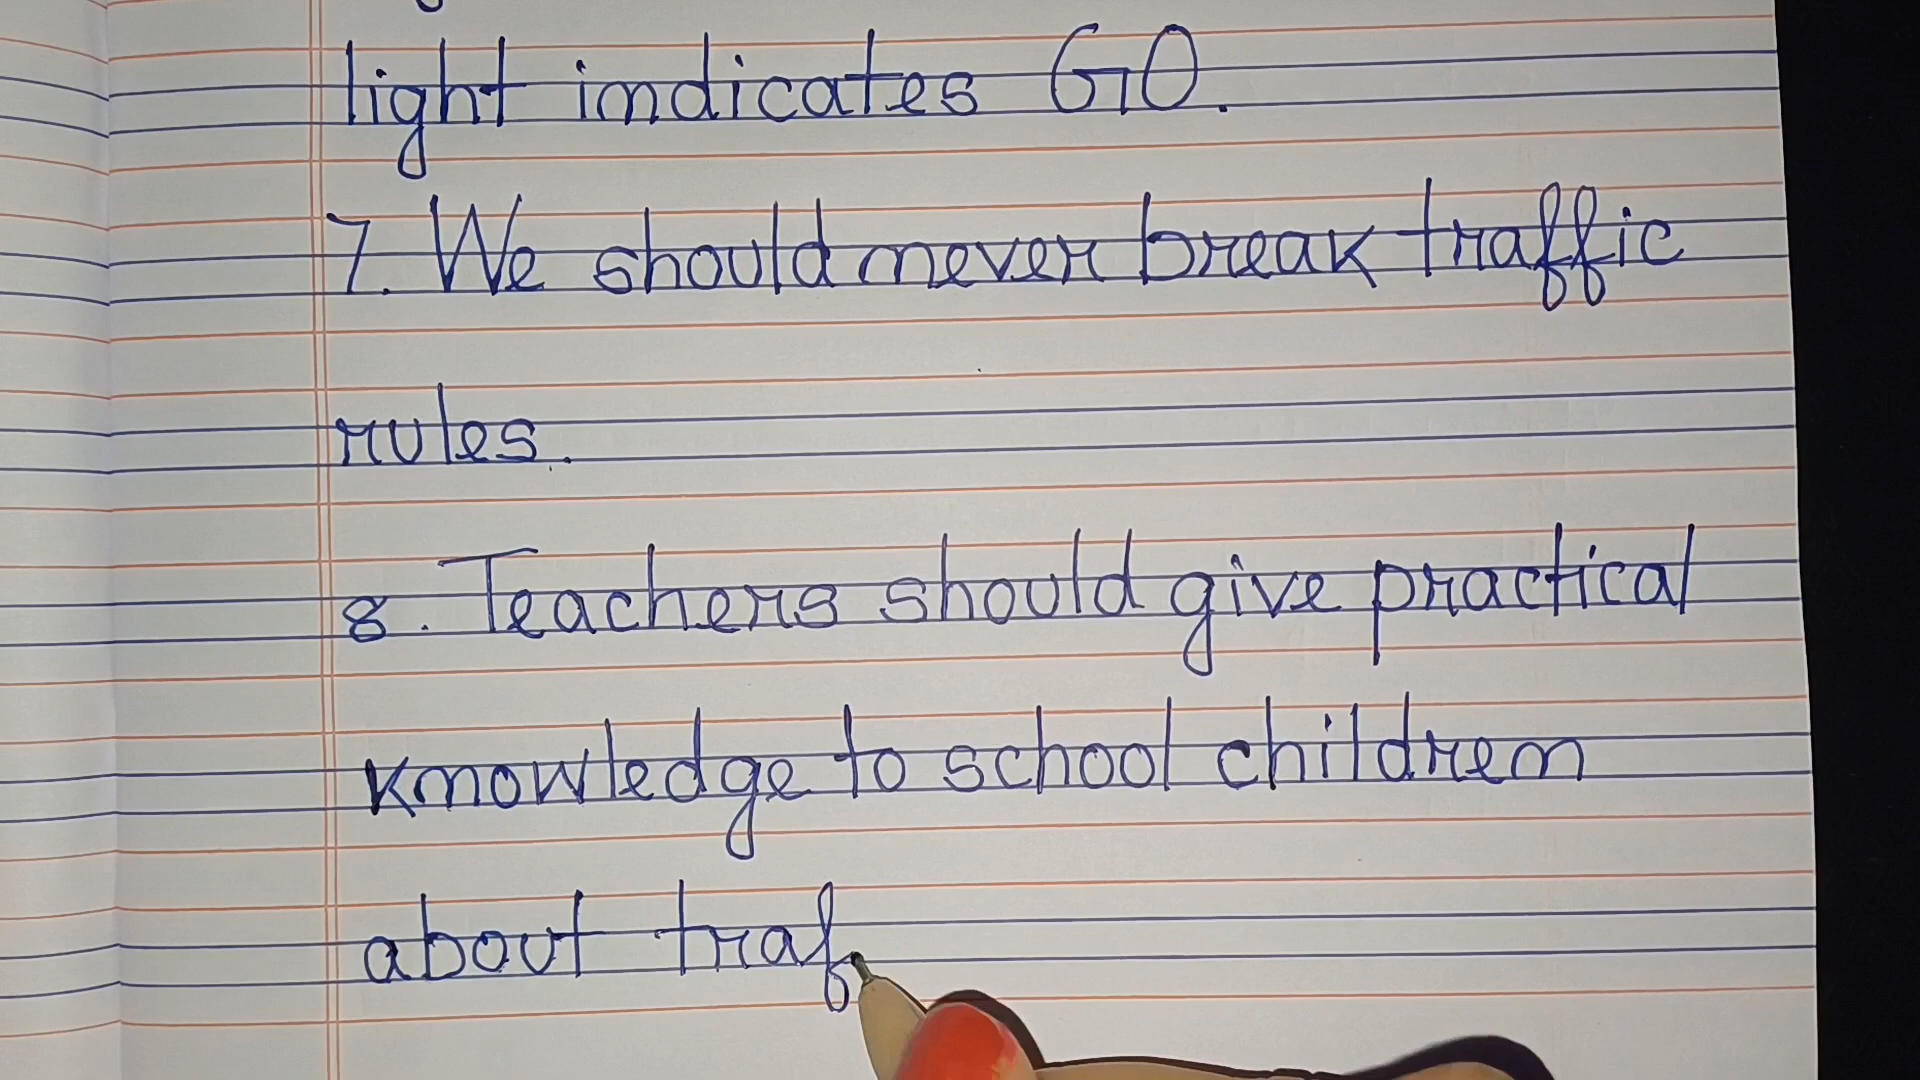 light indicates GO.
7. We should never break traffic
rules.
8. Teachers should give practical
knowledge to school children
about traf